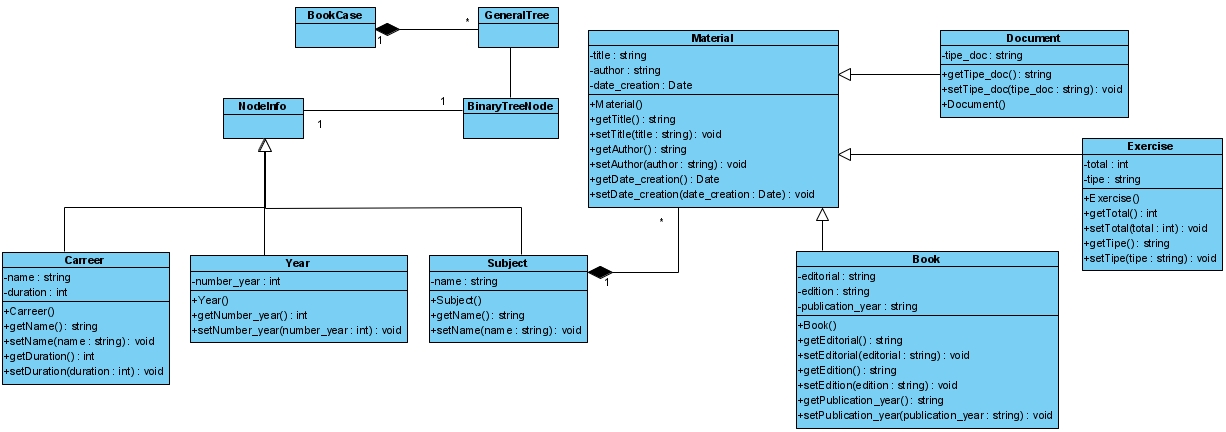 BookCase
1
*
GeneralTree
NodeInfo
1
1
BinaryTreeNode
Material
-title : string
-author : string
-date_creation : Date
+Material()
+getTitle() : string
+setTitle(title : string) : void
+getAuthor() : string
+setAuthor(author : string) : void
+getDate_creation() : Date
+setDate_creation(date_creation : Date) : void
Document
-tipe_doc : string
+getTipe_doc() : string
+setTipe_doc(tipe_doc : string) : void
+Document()
Exercise
-total : int
-tipe : string
+Exercise()
+getTotal() : int
+setTotal(total : int) : void
+getTipe() : string
+setTipe(tipe : string) : void
Carreer
-name : string
-duration : int
+Carreer()
+getName() : string
+setName(name : string) : void
+getDuration() : int
+setDuration(duration : int) : void
Year
-number_year : int
+Year()
+getNumber_year() : int
+setNumber_year(number_year : int) : void
Subject
-name : string
+Subject()
+getName() : string
+setName(name : string) : void
*
1
Book
-editorial : string
-edition : string
-publication_year : string
+Book()
+getEditorial() : string
+setEditorial(editorial : string) : void
+getEdition() : string
+setEdition(edition : string) : void
+getPublication_year() : string
+setPublication_year(publication_year : string) : void